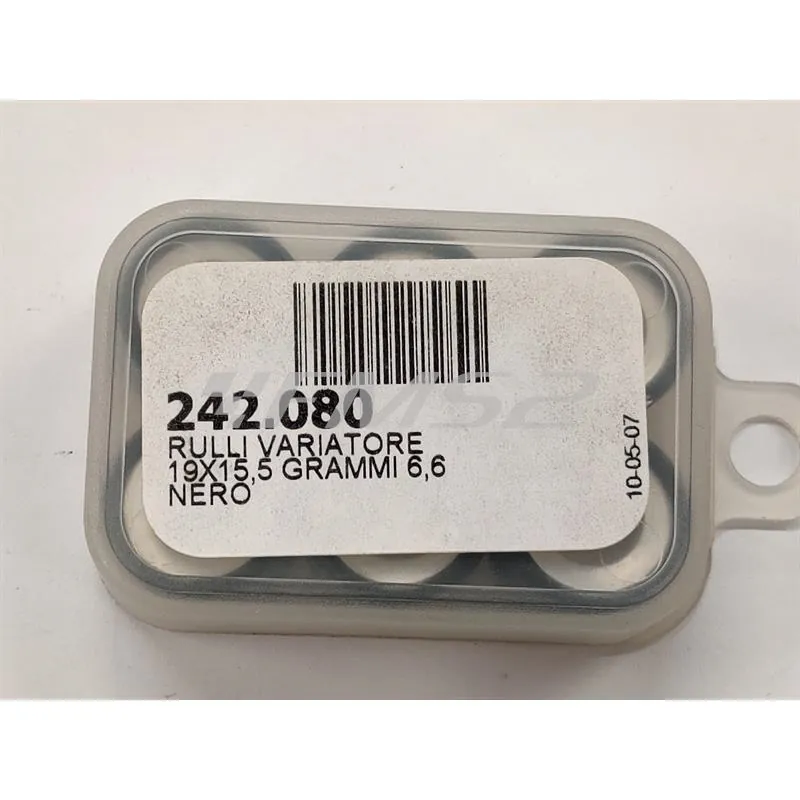 242.080
RULLI VARIATORE
19X15,5 GRAMMI 6,6
NERO
10-05-07